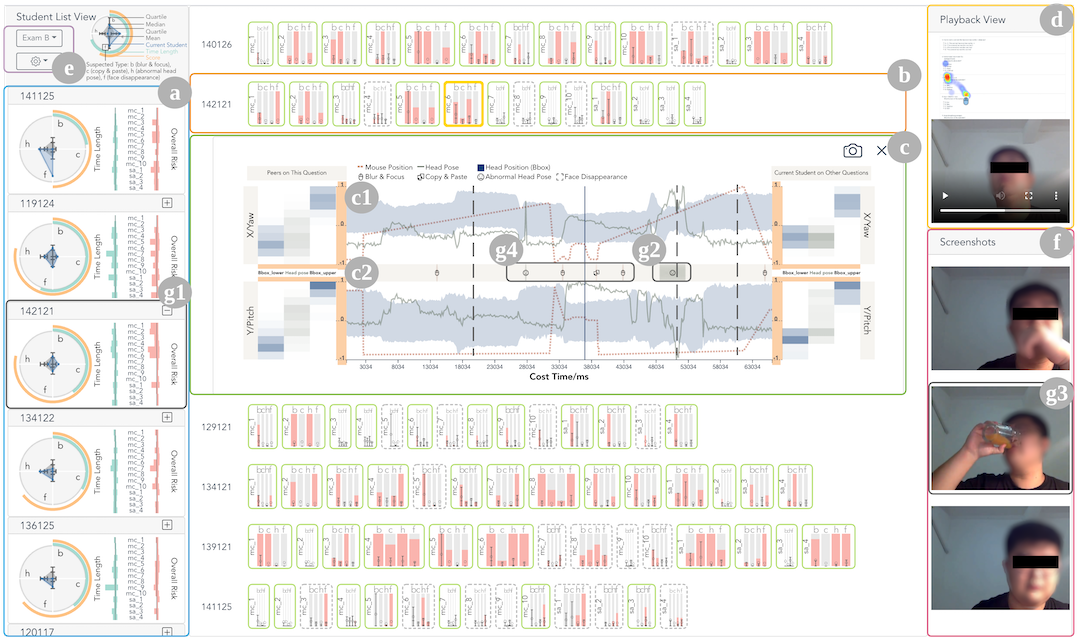 Student List View
Exam B
e
Quartile
Median
Quartile
Mean
Current Student
Time Length
Score
Suspected Type: b (blur & focus),
c (copy & paste), h (abnormal head
pose), f (face disappearance)
a
141125
b
h
c
f
Time Length
mc_1
mc_2
mc_3
mc_4
mc_5
mc_6
mc_7
mc_8
mc_9
mc_10
sa_1
sa_2
sa_3
sa_4
Overall Risk
119124
b
h
c
f
Time Length
mc_1
mc_2
mc_3
mc_4
mc_5
mc_6
mc_7
mc_8
mc_9
mc_10
sa_1
sa_2
sa_3
sa_4
Overall Risk
g1
142121
b
h
c
f
Time Length
mc_1
mc_2
mc_3
mc_4
mc_5
mc_6
mc_7
mc_8
mc_9
mc_10
sa_1
sa_2
sa_3
sa_4
Overall Risk
134122
b
h
c
f
Time Length
mc_1
mc_2
mc_3
mc_4
mc_5
mc_6
mc_7
mc_8
mc_9
mc_10
sa_1
sa_2
sa_3
sa_4
Overall Risk
136125
b
h
c
f
Time Length
mc_1
mc_2
mc_3
mc_4
mc_5
mc_6
mc_7
mc_8
mc_9
mc_10
sa_1
sa_2
sa_3
sa_4
Overall Risk
120117
140126
mc_1 mc_2 mc_3 mc_4 mc_5 mc_6 mc_7 mc_8 mc_9 mc_10 sa_1 sa_2 sa_3 sa_4
b
142121
mc_1 mc_2 mc_3 mc_4 mc_5 mc_6 mc_7 mc_8 mc_9 mc_10 sa_1 sa_2 sa_3 sa_4
c
Mouse Position Head Pose Head Position (Bbox)
Blur & Focus Copy & Paste Abnormal Head Pose Face Disappearance
Peers on This Question
Current Student on Other Questions
c1
X/Yaw
1
0
-1
X/Yaw
g4
g2
Bbox_lower Head pose Bbox_upper
c2
Bbox_lower Head pose Bbox_upper
Y/Pitch
1
0
-1
Y/Pitch
3034 8034 13034 18034 23034 28034 33034 38034 43034 48034 53034 63034
Cost Time/ms
129121
mc_1 mc_2 mc_3 mc_4 mc_5 mc_6 mc_7 mc_8 mc_9 mc_10 sa_1 sa_2 sa_3 sa_4
134121
mc_1 mc_2 mc_3 mc_4 mc_5 mc_6 mc_7 mc_8 mc_9 mc_10 sa_1 sa_2 sa_3 sa_4
139121
mc_1 mc_2 mc_3 mc_4 mc_5 mc_6 mc_7 mc_8 mc_9 mc_10 sa_1 sa_2 sa_3 sa_4
141125
mc_1 mc_2 mc_3 mc_4 mc_5 mc_6 mc_7 mc_8 mc_9 mc_10 sa_1 sa_2 sa_3 sa_4
Playback View
d
Screenshots
f
g3